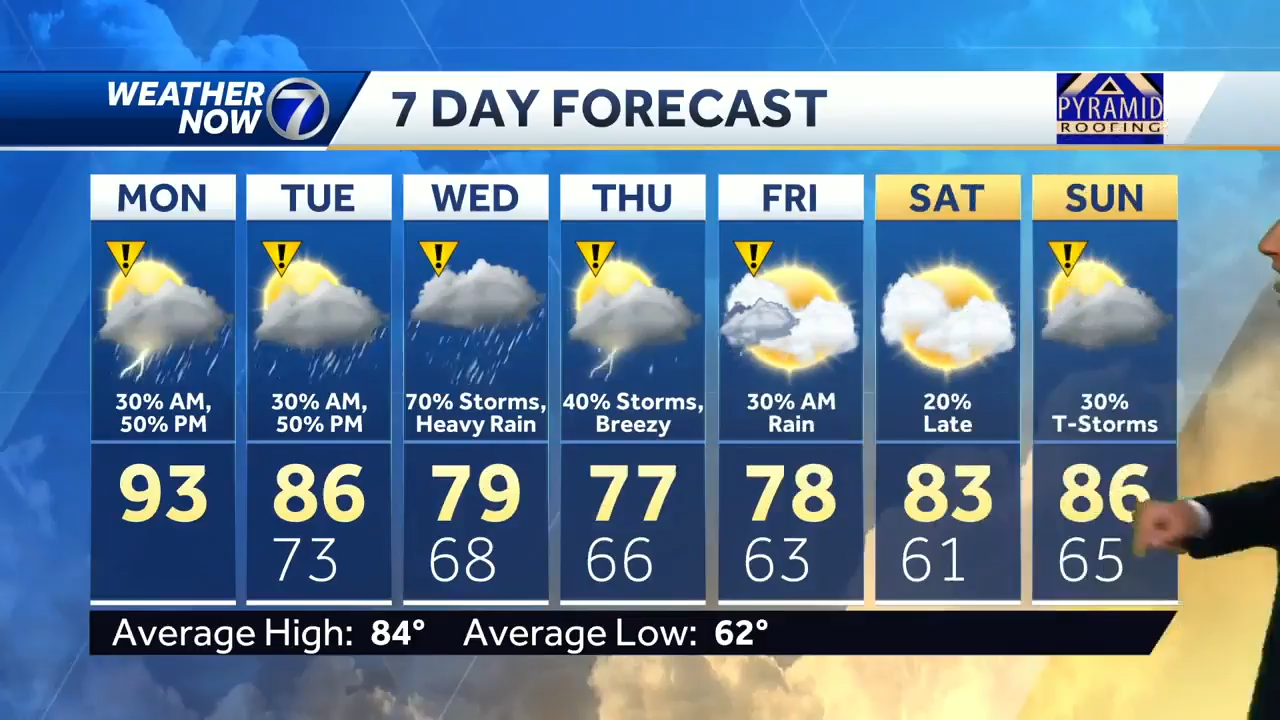 WEATHER
NOW 7
7 DAY FORECAST
PYRAMID
ROOFING
MON TUE WED THU FRI SAT SUN
! ! ! ! ! !
30% AM,
50% PM
30% AM,
50% PM
70% Storms,
Heavy Rain
40% Storms,
Breezy
30% AM
Rain
20%
Late
30%
T-Storms
93 86 79 77 78 83 86
73 68 66 63 61 65
Average High: 84° Average Low: 62°